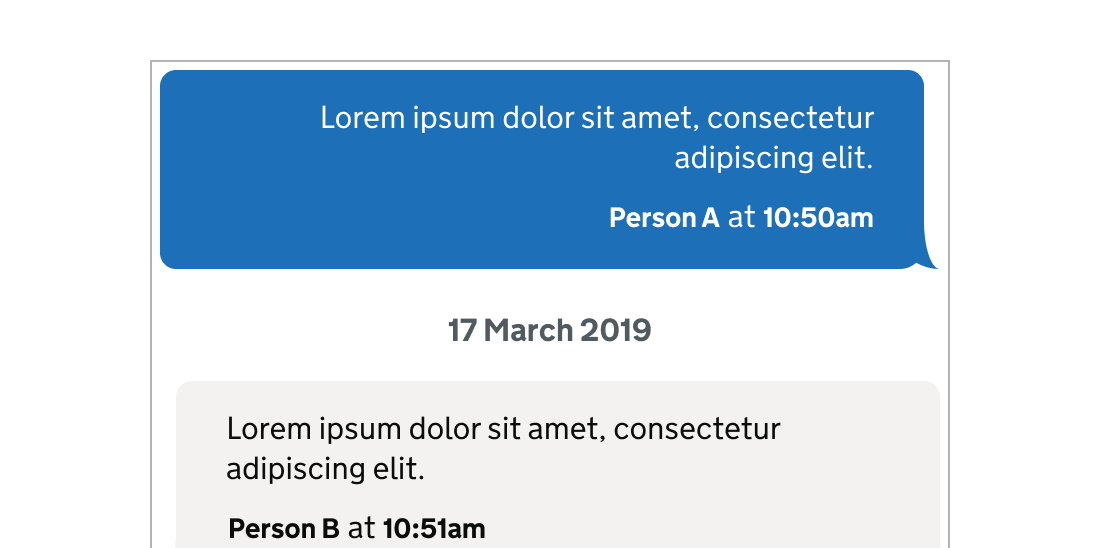 Lorem ipsum dolor sit amet, consectetur
adipiscing elit.
Person A at 10:50am
17 March 2019
Lorem ipsum dolor sit amet, consectetur
adipiscing elit.
Person B at 10:51am